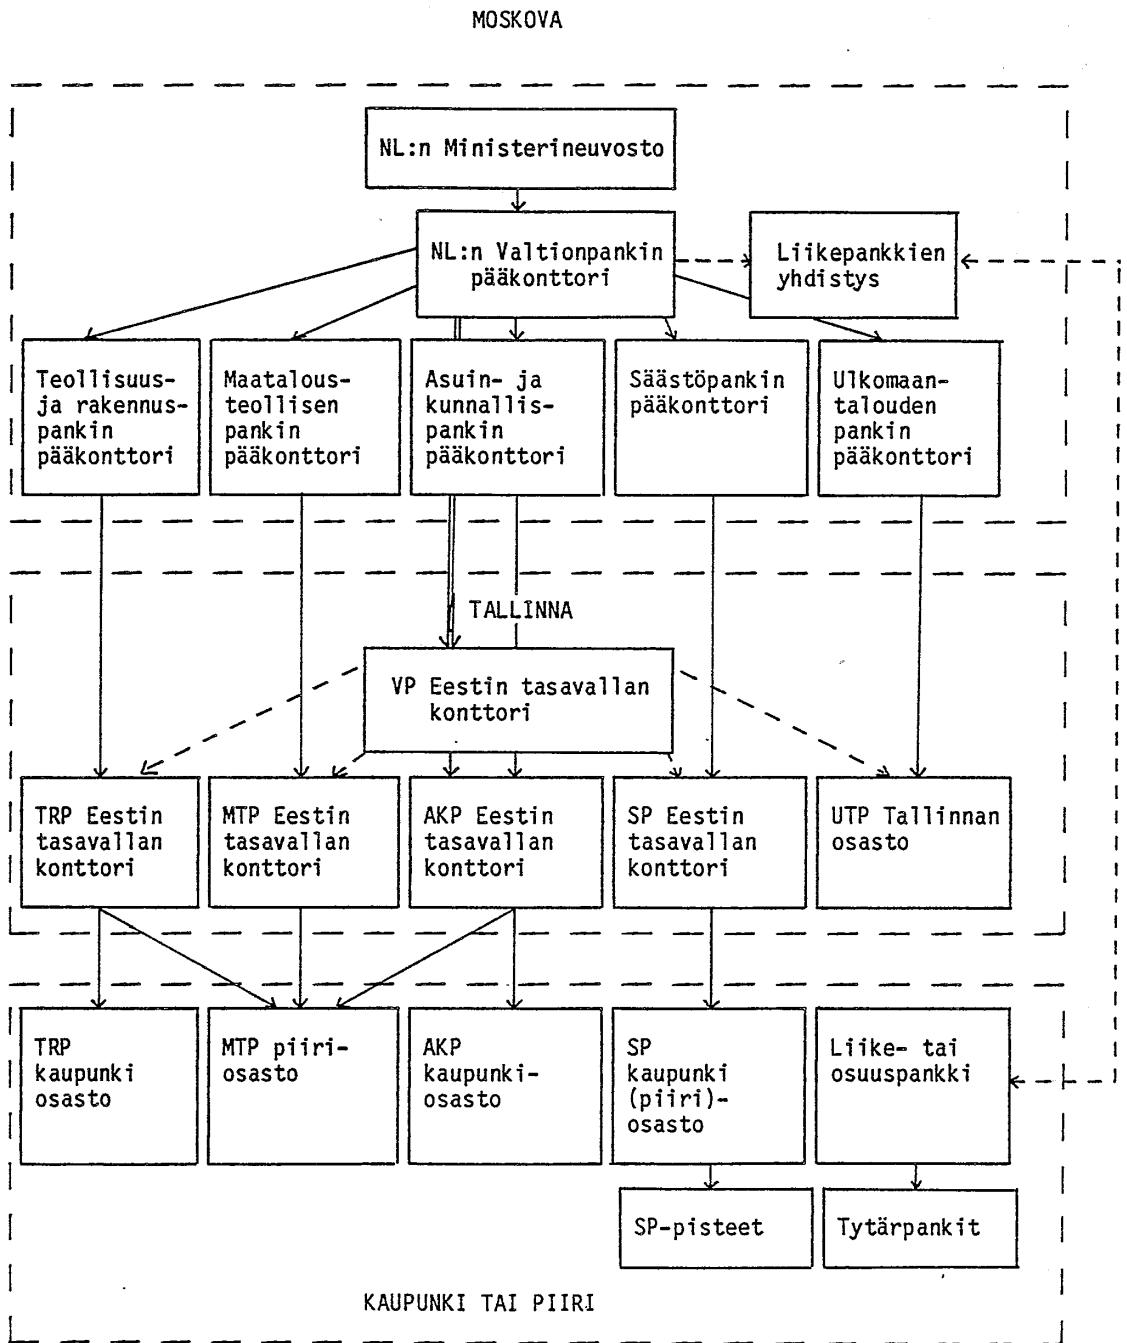 MOSKOVA
NL:n Ministerineuvosto
NL:n Valtionpankin
pääkonttori
Liikepankkien
yhdistys
Teollisuus-
ja rakennus-
pankin
pääkonttori
Maatalous-
teollisen
pankin
pääkonttori
Asuin- ja
kunnallis-
pankin
pääkonttori
Säästöpankin
pääkonttori
Ulkomaan-
talouden
pankin
pääkonttori
TALLINNA
VP Eestin tasavallan
konttori
TRP Eestin
tasavallan
konttori
MTP Eestin
tasavallan
konttori
AKP Eestin
tasavallan
konttori
SP Eestin
tasavallan
konttori
UTP Tallinnan
osasto
TRP
kaupunki
osasto
MTP piiri-
osasto
AKP
kaupunki-
osasto
SP
kaupunki
(piiri)-
osasto
Liike- tai
osuuspankki
SP-pisteet
Tytärpankit
KAUPUNKI TAI PIIRI